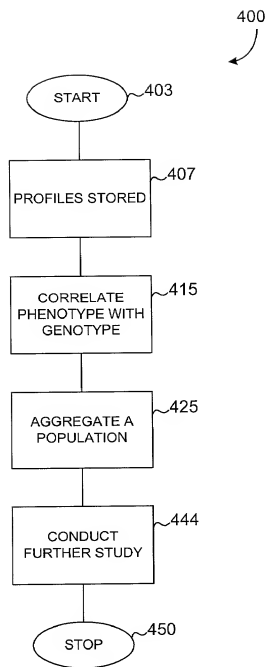 400
START
403
PROFILES STORED
407
CORRELATE
PHENOTYPE WITH
GENOTYPE
415
AGGREGATE A
POPULATION
425
CONDUCT
FURTHER STUDY
444
STOP
450